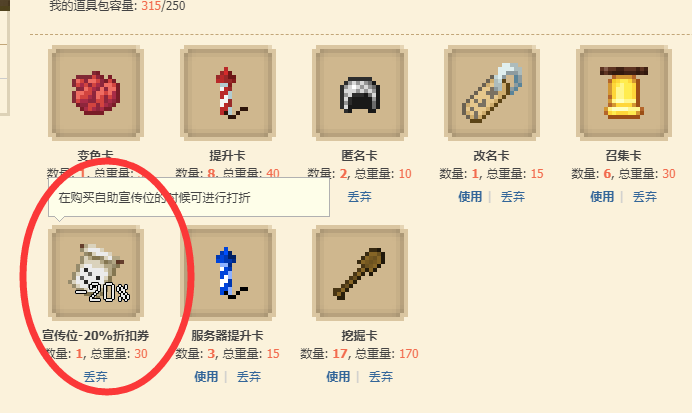 我的道具包容量: 315/250
变色卡
提升卡
匿名卡
改名卡
召集卡
数量: 1, 总重量:
数量: 8, 总重量: 40
数量: 2, 总重量: 10
数量: 1, 总重量: 15
数量: 6, 总重量: 30
在购买自助宣传位的时候可进行打折
丢弃
使用 | 丢弃
使用 | 丢弃
-20%
宣传位-20%折扣券
服务器提升卡
挖掘卡
数量: 1, 总重量: 30
数量: 3, 总重量: 15
数量: 17, 总重量: 170
丢弃
使用 | 丢弃
使用 | 丢弃